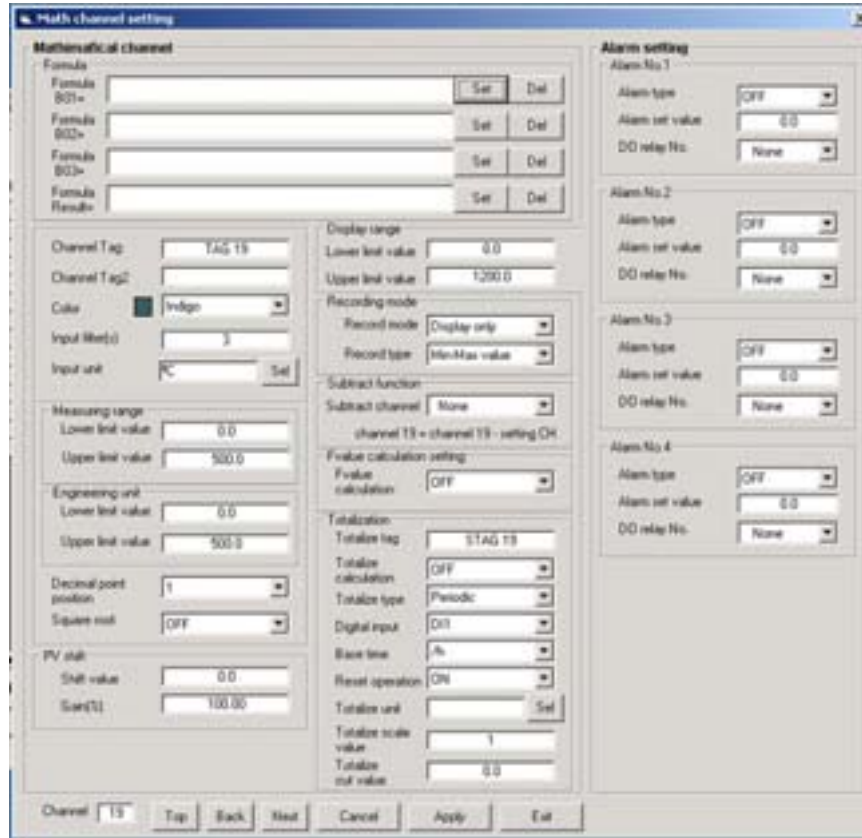 Math channel setting
Mathematical channel
Formula
Formula B01=
Set
Del
Formula B02=
Set
Del
Formula B03=
Set
Del
Formula Result=
Set
Del
Channel Tag
TAG 19
Channel Tag2
Color
Indigo
Input filter(s)
3
Input unit
℃
Set
Measuring range
Lower limit value
0.0
Upper limit value
500.0
Engineering unit
Lower limit value
0.0
Upper limit value
500.0
Decimal point position
1
Square root
OFF
PV shift
Shift value
0.0
Gain(%)
100.00
Display range
Lower limit value
0.0
Upper limit value
1200.0
Recording mode
Record mode
Display only
Record type
Min-Max value
Subtract function
Subtract channel
None
channel 19 = channel 19 - setting CH
Fvalue calculation setting
Fvalue calculation
OFF
Totalization
Totalize tag
STAG 19
Totalize calculation
OFF
Totalize type
Periodic
Digital input
DI1
Base time
/h
Reset operation
ON
Totalize unit
Set
Totalize scale value
1
Totalize cut value
0.0
Alarm setting
Alarm No.1
Alarm type
OFF
Alarm set value
0.0
DO relay No.
None
Alarm No.2
Alarm type
OFF
Alarm set value
0.0
DO relay No.
None
Alarm No.3
Alarm type
OFF
Alarm set value
0.0
DO relay No.
None
Alarm No.4
Alarm type
OFF
Alarm set value
0.0
DO relay No.
None
Channel
19
Top
Back
Next
Cancel
Apply
Exit